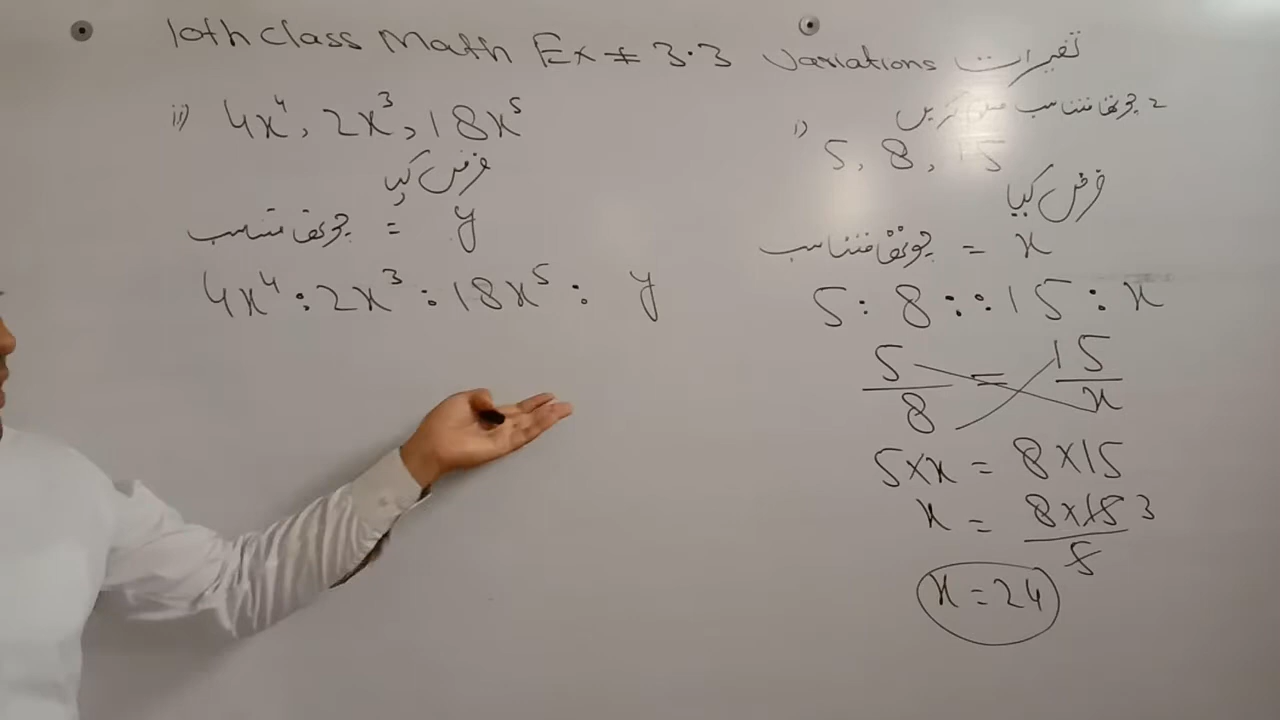 10th Class Math Ex # 3.3 Variations تغیرات
ii) 4x⁴, 2x³, 18x⁵
فرض کیا
چوتھا متناسب = y
4x⁴ : 2x³ : 18x⁵ : y
2 چوتھا متناسب کریں
i)
5, 8, 15
فرض کیا
چوتھا متناسب = x
5 : 8 :: 15 : x
5/8 = 15/x
5×x = 8×15
x = 8×15 3/5
x = 24